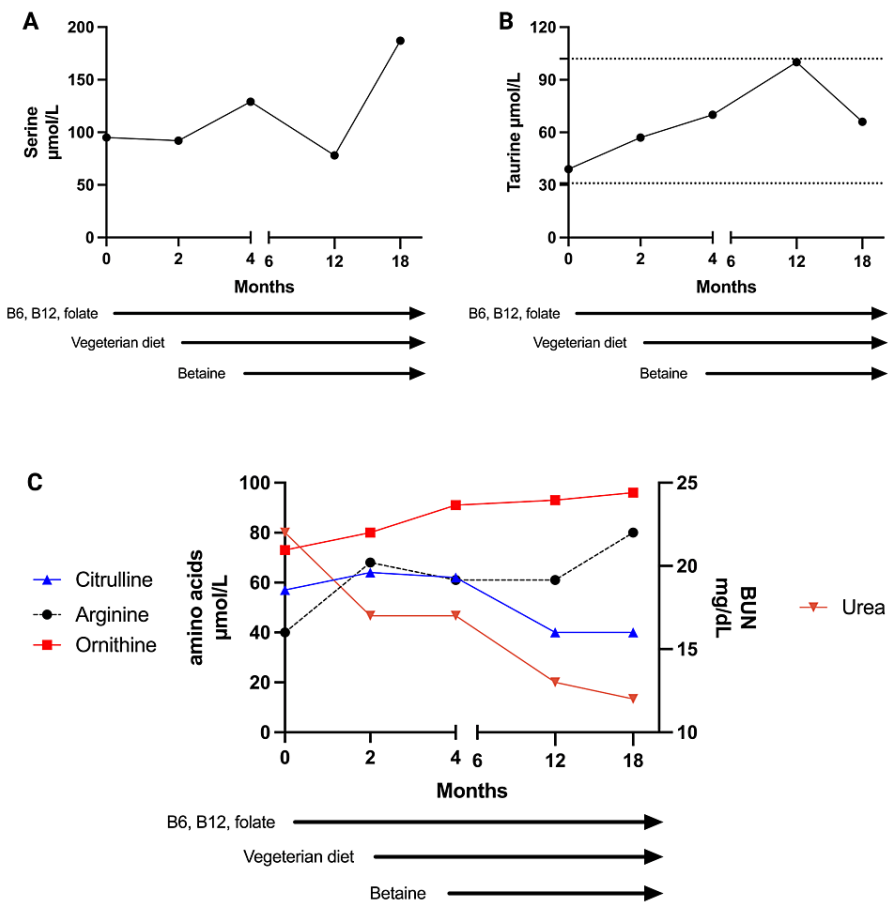 A
200
150
100
50
0
Serine
µmol/L
0 2 4 6 12 18
Months
B6, B12, folate
Vegeterian diet
Betaine
B
120
90
60
30
0
Taurine µmol/L
0 2 4 6 12 18
Months
B6, B12, folate
Vegeterian diet
Betaine
C
Citrulline
Arginine
Ornithine
100
80
60
40
20
0
amino acids
µmol/L
25
20
15
10
BUN
mg/dL
Urea
0 2 4 6 12 18
Months
B6, B12, folate
Vegeterian diet
Betaine